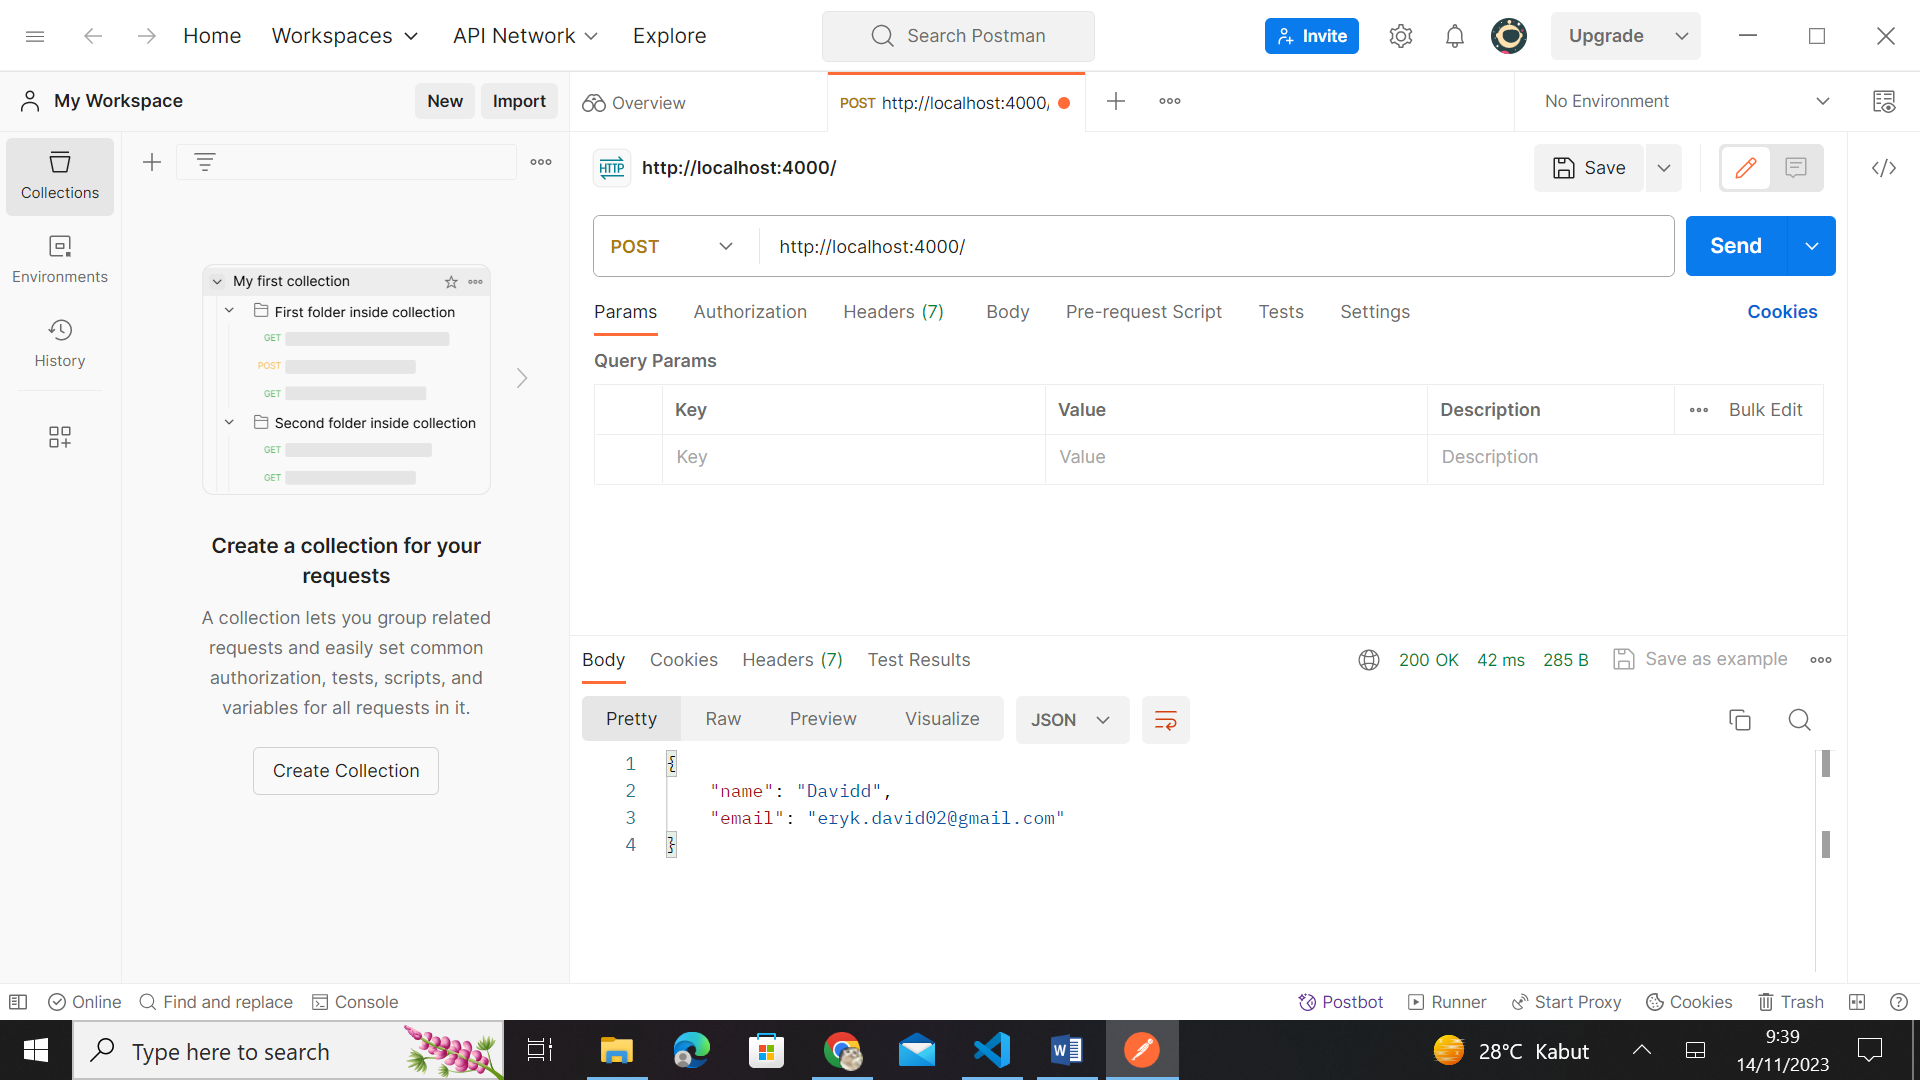 Home
Workspaces
API Network
Explore
Search Postman
Invite
Upgrade
My Workspace
New
Import
Overview
POST http://localhost:4000/
No Environment
Collections
Environments
History
HTTP
http://localhost:4000/
Save
POST
http://localhost:4000/
Send
Params
Authorization
Headers (7)
Body
Pre-request Script
Tests
Settings
Cookies
Query Params
Key
Value
Description
Bulk Edit
Key
Value
Description
My first collection
First folder inside collection
GET
POST
GET
Second folder inside collection
GET
GET
Create a collection for your
requests
A collection lets you group related
requests and easily set common
authorization, tests, scripts, and
variables for all requests in it.
Create Collection
Body
Cookies
Headers (7)
Test Results
200 OK
42 ms
285 B
Save as example
Pretty
Raw
Preview
Visualize
JSON
1 {
2 "name": "Davidd",
3 "email": "eryk.david02@gmail.com"
4 }
Online
Find and replace
Console
Postbot
Runner
Start Proxy
Cookies
Trash
Type here to search
28°C Kabut
9:39
14/11/2023